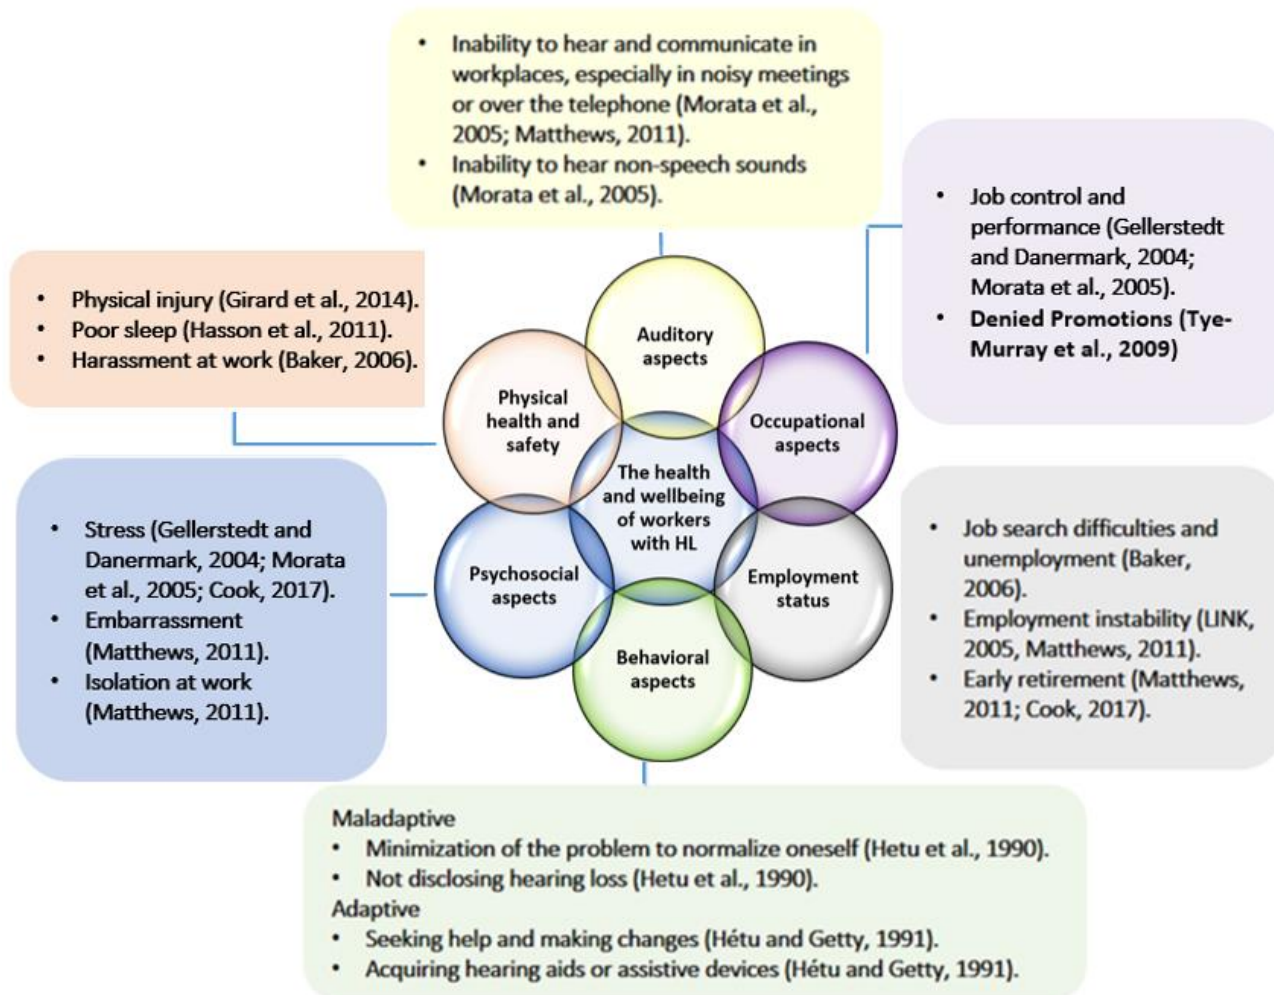 • Inability to hear and communicate in
workplaces, especially in noisy meetings
or over the telephone (Morata et al.,
2005; Matthews, 2011).
• Inability to hear non-speech sounds
(Morata et al., 2005).
• Job control and
performance (Gellerstedt
and Danermark, 2004;
Morata et al., 2005).
• Denied Promotions (Tye-
Murray et al., 2009)
• Physical injury (Girard et al., 2014).
• Poor sleep (Hasson et al., 2011).
• Harassment at work (Baker, 2006).
Auditory
aspects
Physical
health and
safety
Occupational
aspects
The health
and wellbeing
of workers
with HL
Psychosocial
aspects
Employment
status
Behavioral
aspects
• Stress (Gellerstedt and
Danermark, 2004; Morata
et al., 2005; Cook, 2017).
• Embarrassment
(Matthews, 2011).
• Isolation at work
(Matthews, 2011).
• Job search difficulties and
unemployment (Baker,
2006).
• Employment instability (LINK,
2005, Matthews, 2011).
• Early retirement (Matthews,
2011; Cook, 2017).
Maladaptive
• Minimization of the problem to normalize oneself (Hetu et al., 1990).
• Not disclosing hearing loss (Hetu et al., 1990).
Adaptive
• Seeking help and making changes (Hétu and Getty, 1991).
• Acquiring hearing aids or assistive devices (Hétu and Getty, 1991).